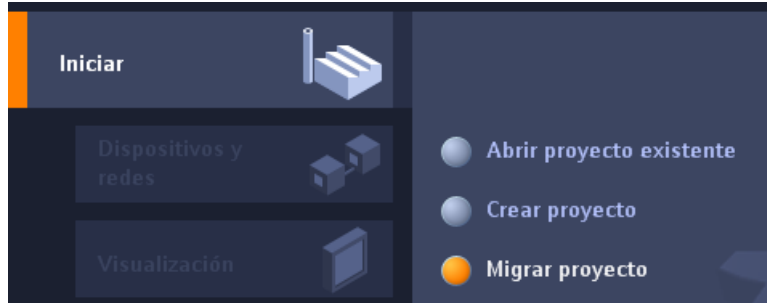 Iniciar
Dispositivos y
redes
Visualización
Abrir proyecto existente
Crear proyecto
Migrar proyecto